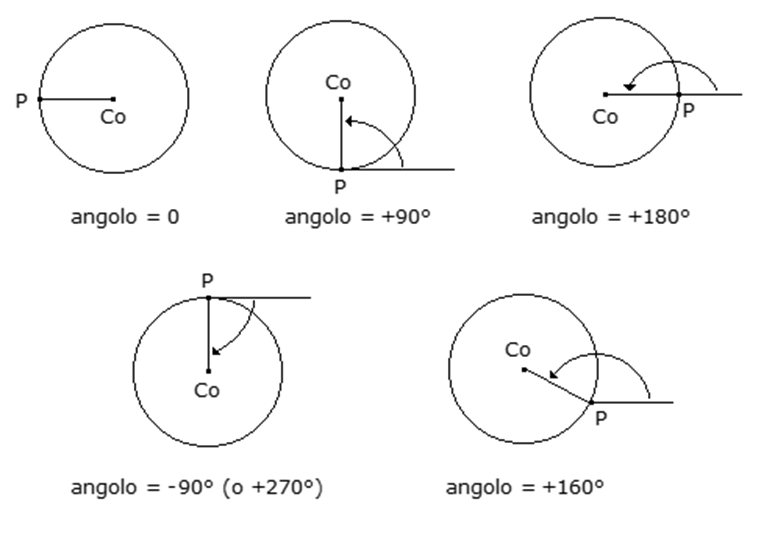 P
Co
angolo = 0
Co
P
angolo = +90°
Co
P
angolo = +180°
P
Co
angolo = -90° (o +270°)
Co
P
angolo = +160°